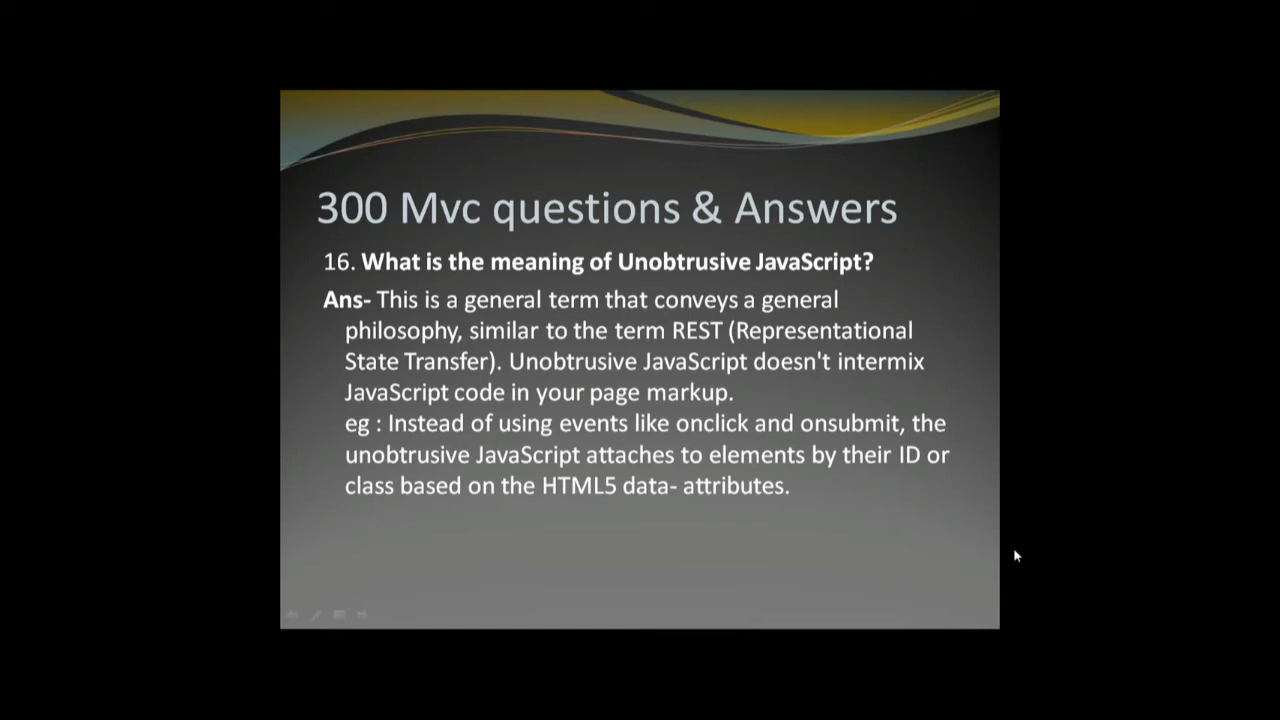 300 Mvc questions & Answers
16. What is the meaning of Unobtrusive JavaScript?
Ans- This is a general term that conveys a general
philosophy, similar to the term REST (Representational
State Transfer). Unobtrusive JavaScript doesn't intermix
JavaScript code in your page markup.
eg : Instead of using events like onclick and onsubmit, the
unobtrusive JavaScript attaches to elements by their ID or
class based on the HTML5 data- attributes.